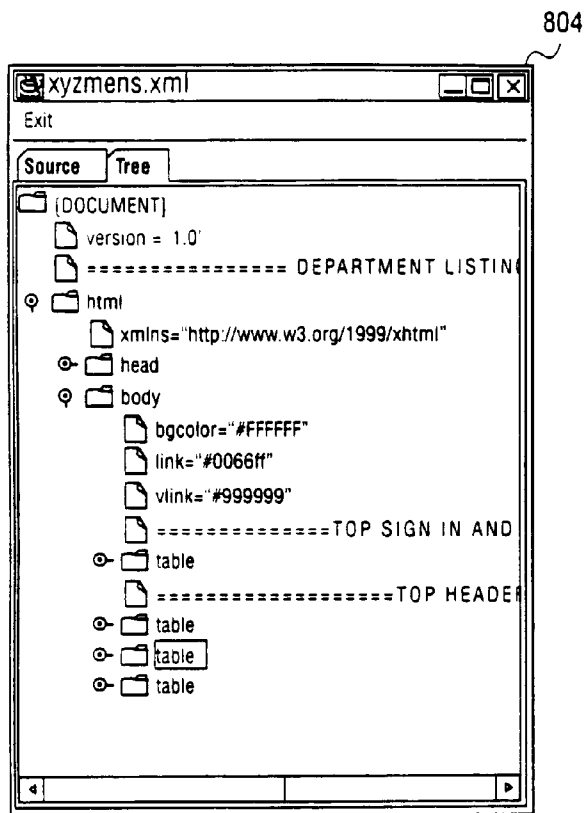 804
xyzmens.xml
Exit
Source Tree
{DOCUMENT}
version = 1.0'
================ DEPARTMENT LISTING
html
xmlns="http://www.w3.org/1999/xhtml"
head
body
bgcolor="#FFFFFF"
link="#0066ff"
vlink="#999999"
==============TOP SIGN IN AND
table
===================TOP HEADER
table
table
table